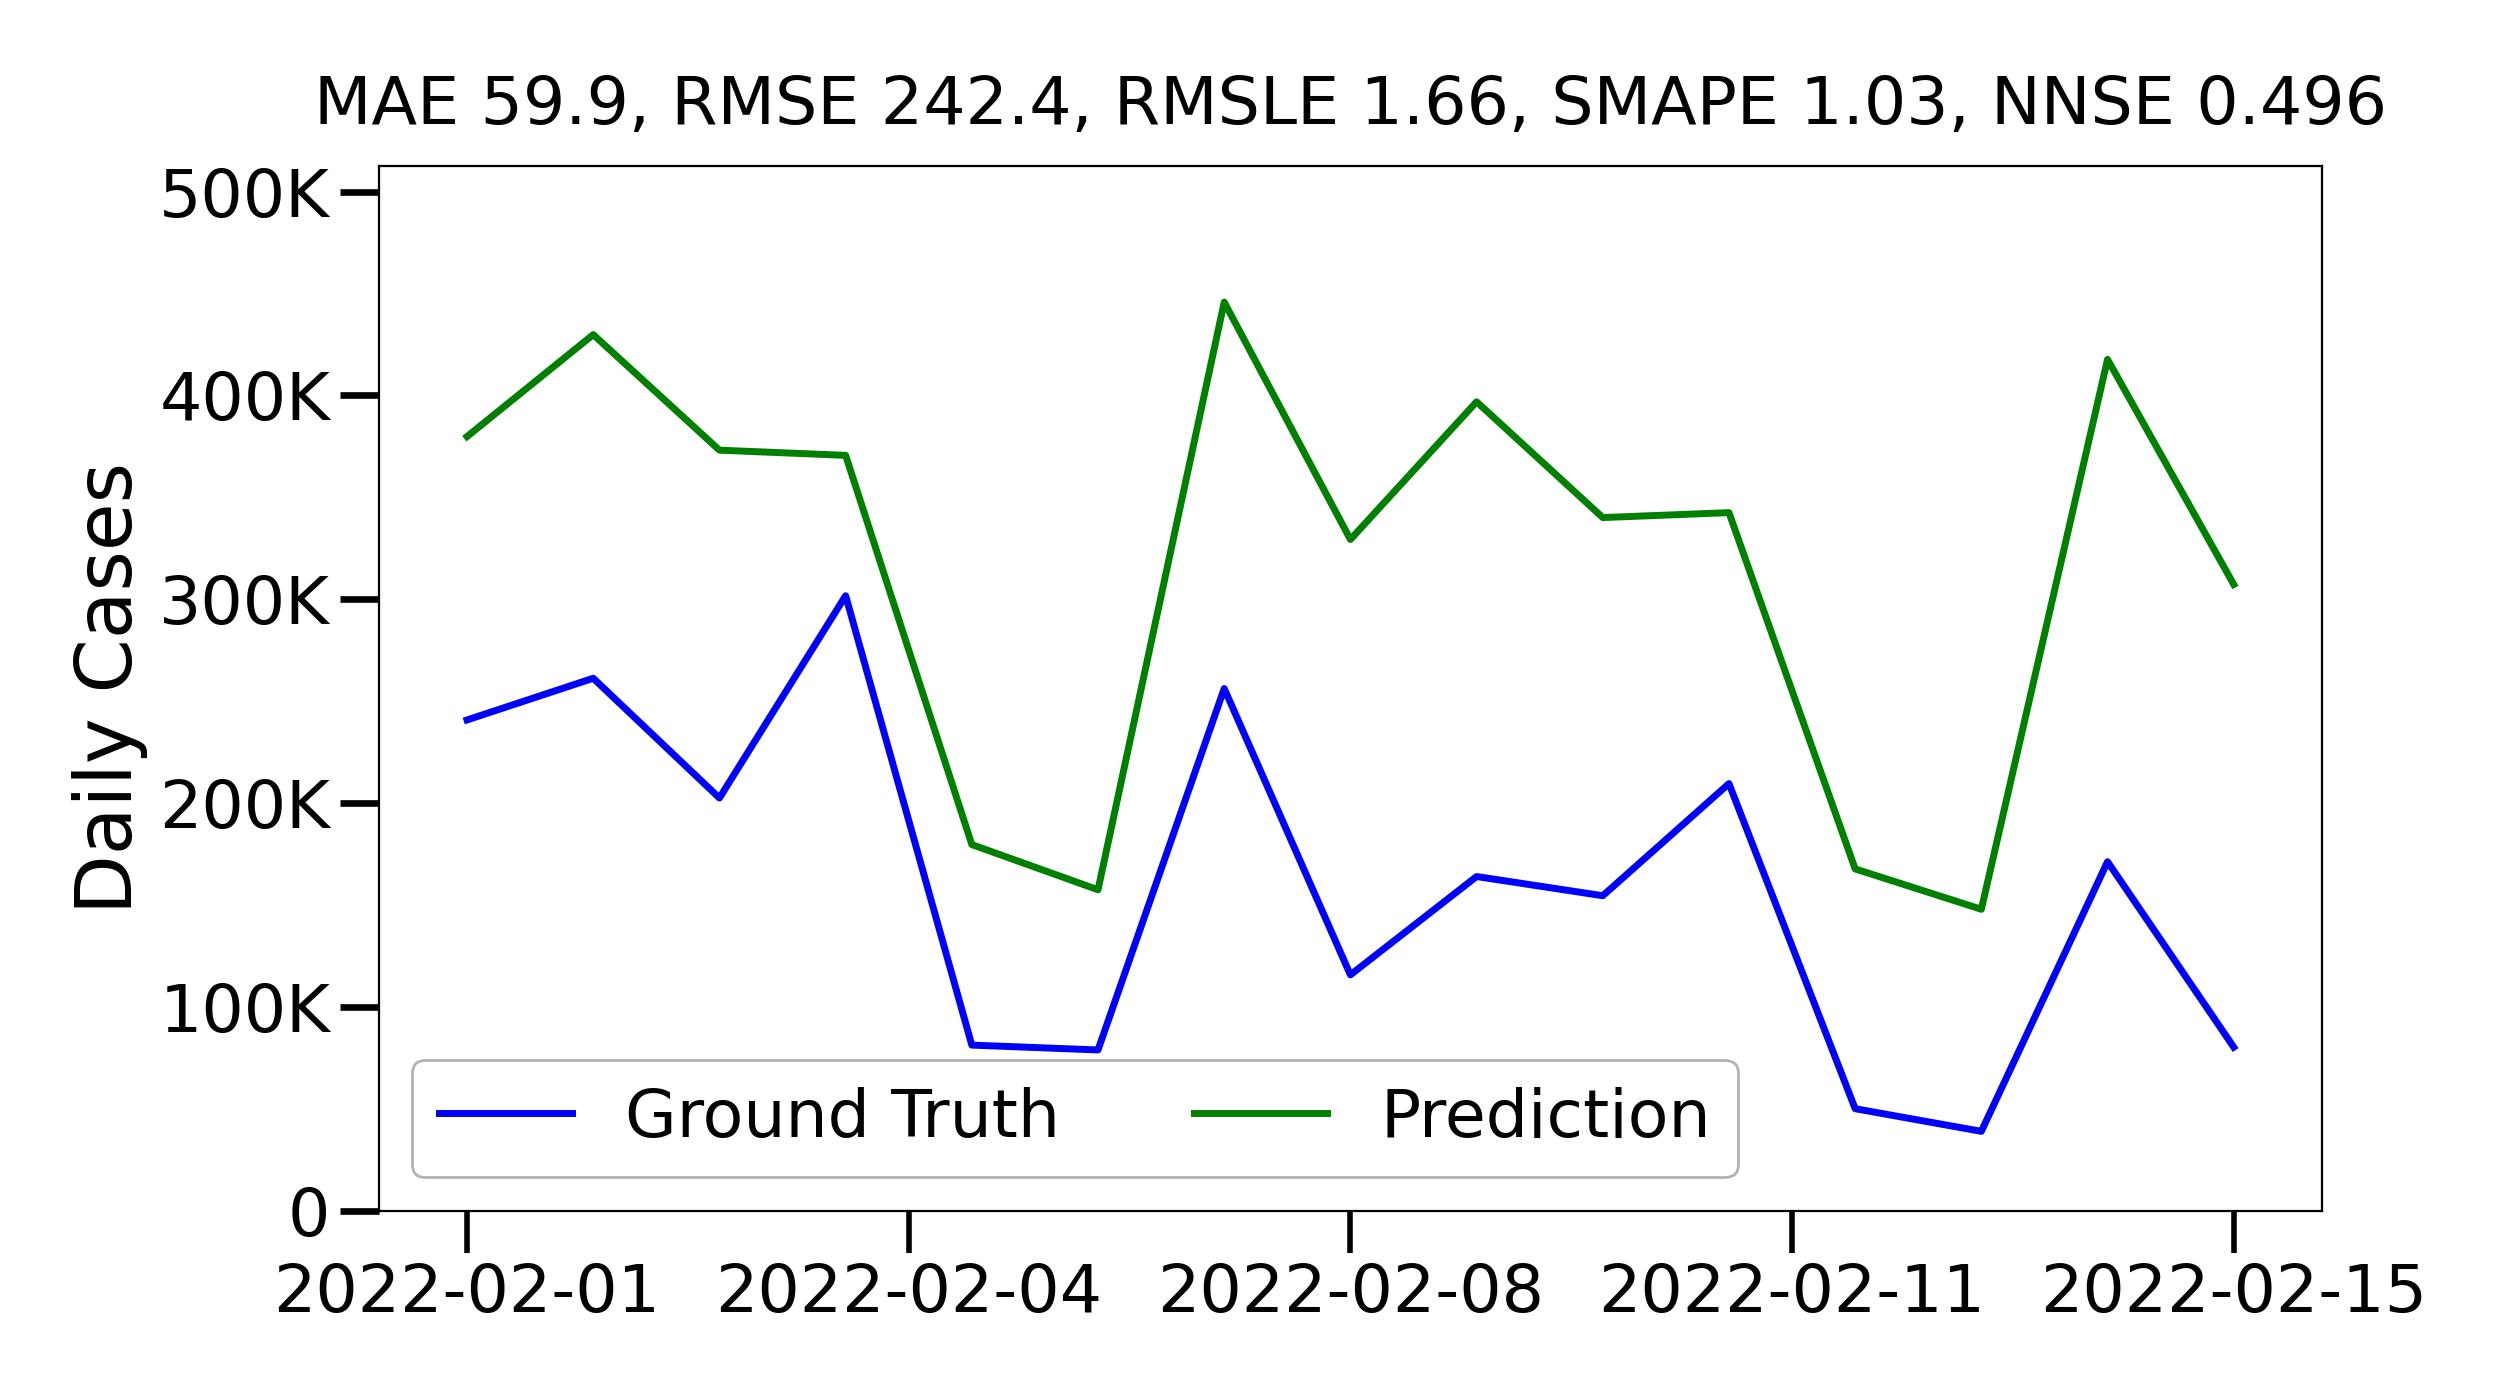 MAE 59.9, RMSE 242.4, RMSLE 1.66, SMAPE 1.03, NNSE 0.496
500K
400K
300K
200K
100K
0
Daily Cases
Ground Truth Prediction
2022-02-01 2022-02-04 2022-02-08 2022-02-11 2022-02-15